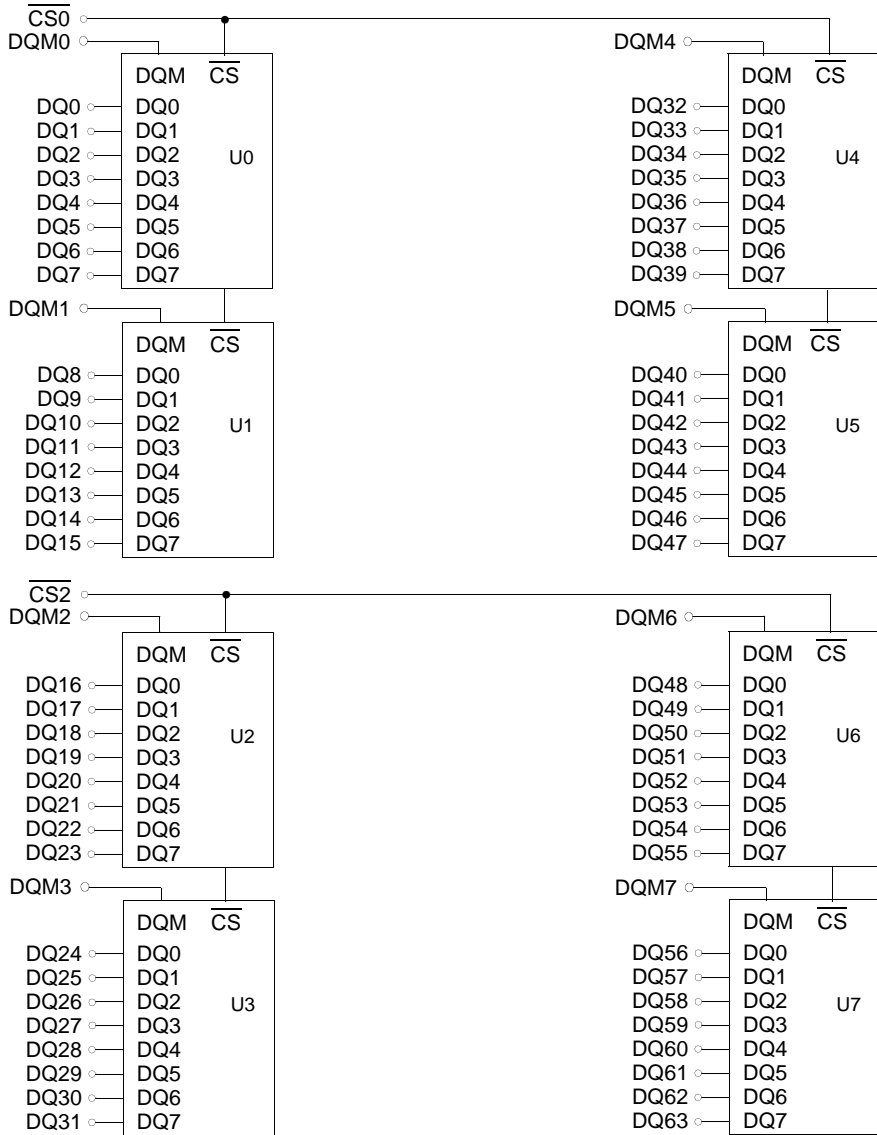 CS0
DQM0
DQM CS
DQ0 DQ0
DQ1 DQ1
DQ2 DQ2
DQ3 DQ3
DQ4 DQ4
DQ5 DQ5
DQ6 DQ6
DQ7 DQ7
U0
DQM1
DQM CS
DQ8 DQ0
DQ9 DQ1
DQ10 DQ2
DQ11 DQ3
DQ12 DQ4
DQ13 DQ5
DQ14 DQ6
DQ15 DQ7
U1
DQM4
DQM CS
DQ32 DQ0
DQ33 DQ1
DQ34 DQ2
DQ35 DQ3
DQ36 DQ4
DQ37 DQ5
DQ38 DQ6
DQ39 DQ7
U4
DQM5
DQM CS
DQ40 DQ0
DQ41 DQ1
DQ42 DQ2
DQ43 DQ3
DQ44 DQ4
DQ45 DQ5
DQ46 DQ6
DQ47 DQ7
U5
CS2
DQM2
DQM CS
DQ16 DQ0
DQ17 DQ1
DQ18 DQ2
DQ19 DQ3
DQ20 DQ4
DQ21 DQ5
DQ22 DQ6
DQ23 DQ7
U2
DQM3
DQM CS
DQ24 DQ0
DQ25 DQ1
DQ26 DQ2
DQ27 DQ3
DQ28 DQ4
DQ29 DQ5
DQ30 DQ6
DQ31 DQ7
U3
DQM6
DQM CS
DQ48 DQ0
DQ49 DQ1
DQ50 DQ2
DQ51 DQ3
DQ52 DQ4
DQ53 DQ5
DQ54 DQ6
DQ55 DQ7
U6
DQM7
DQM CS
DQ56 DQ0
DQ57 DQ1
DQ58 DQ2
DQ59 DQ3
DQ60 DQ4
DQ61 DQ5
DQ62 DQ6
DQ63 DQ7
U7